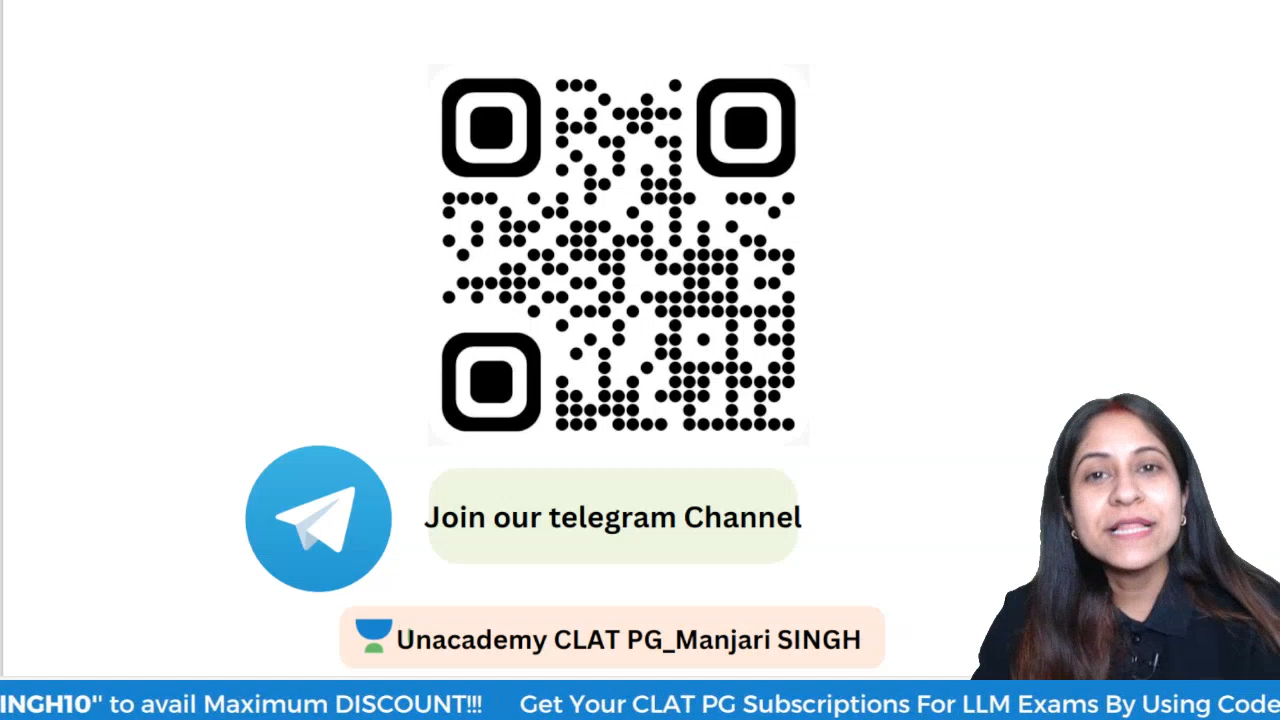 Join our telegram Channel
Unacademy CLAT PG_Manjari SINGH
INGH10" to avail Maximum DISCOUNT!!! Get Your CLAT PG Subscriptions For LLM Exams By Using Code